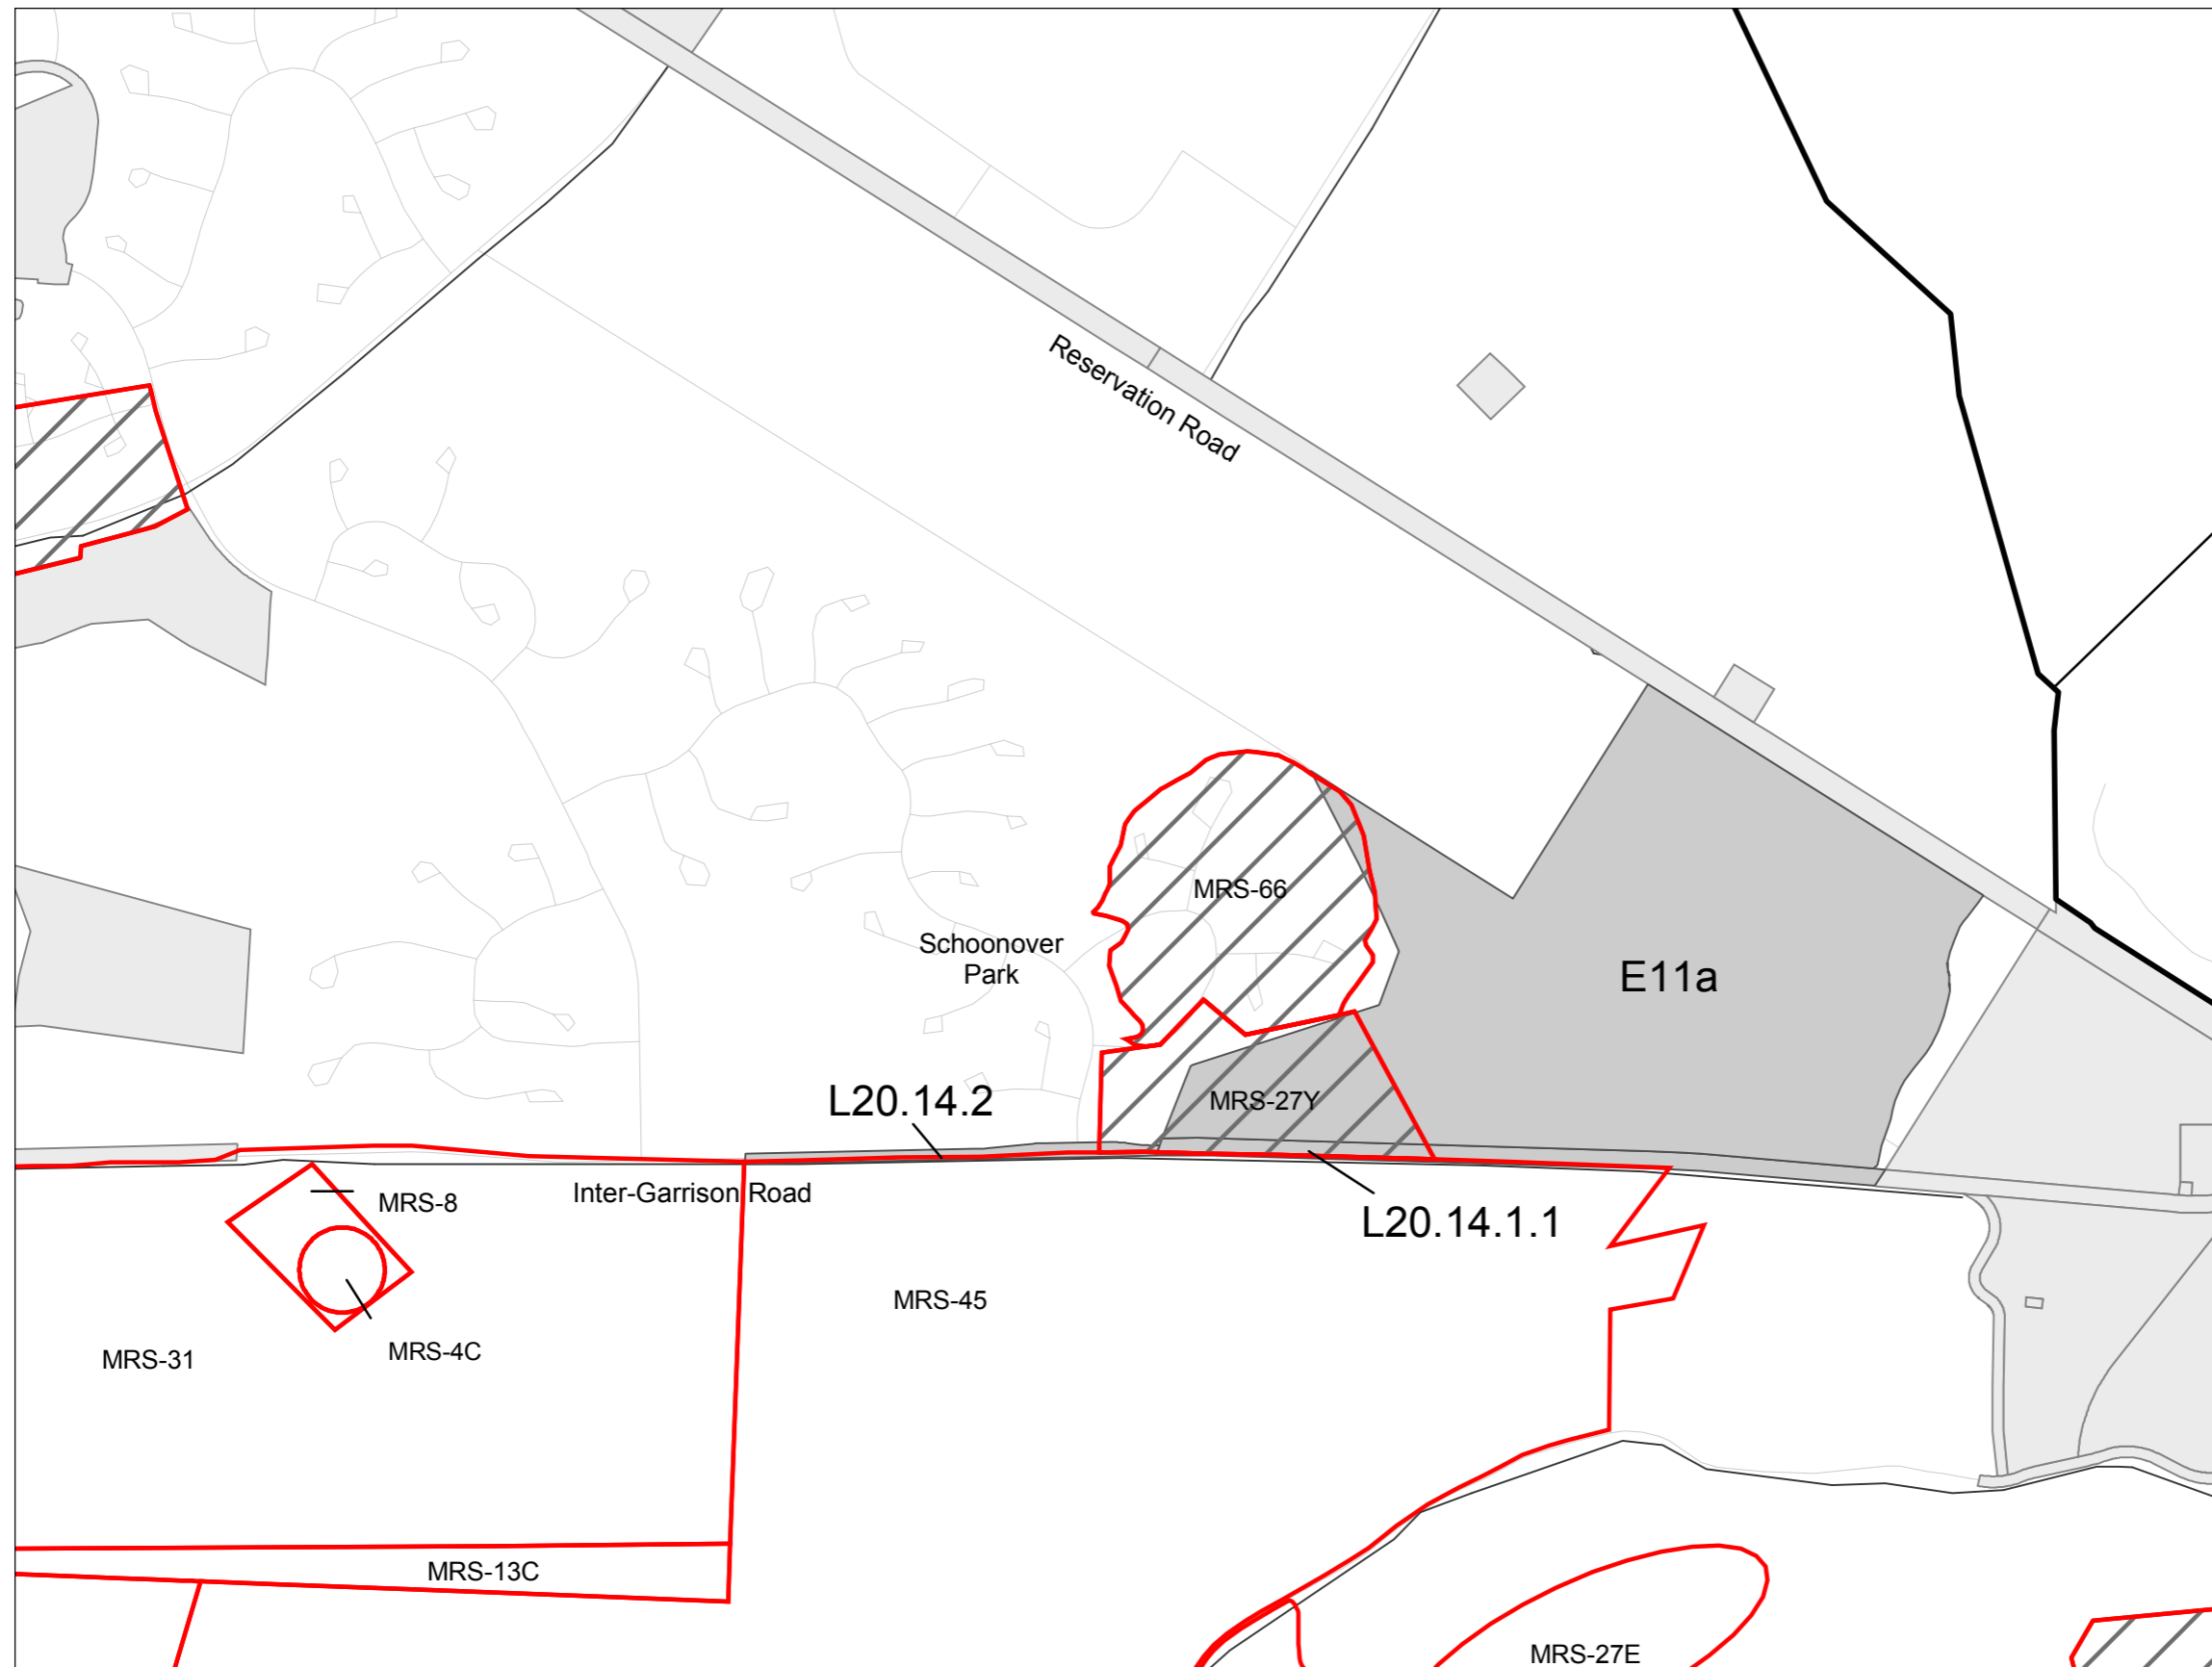 Reservation Road
MRS-66
Schoonover
Park
E11a
L20.14.2
MRS-27Y
Inter-Garrison Road
MRS-8
L20.14.1.1
MRS-45
MRS-4C
MRS-31
MRS-13C
MRS-27E